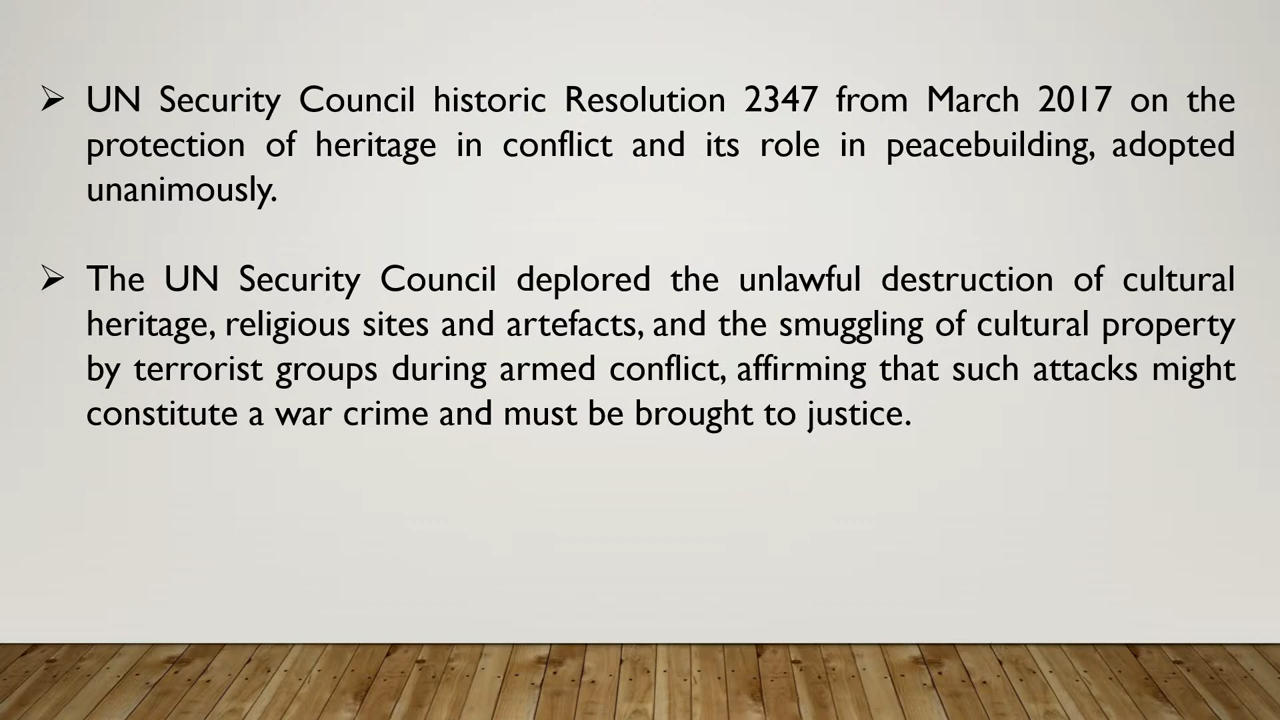 ➢ UN Security Council historic Resolution 2347 from March 2017 on the
protection of heritage in conflict and its role in peacebuilding, adopted
unanimously.
➢ The UN Security Council deplored the unlawful destruction of cultural
heritage, religious sites and artefacts, and the smuggling of cultural property
by terrorist groups during armed conflict, affirming that such attacks might
constitute a war crime and must be brought to justice.